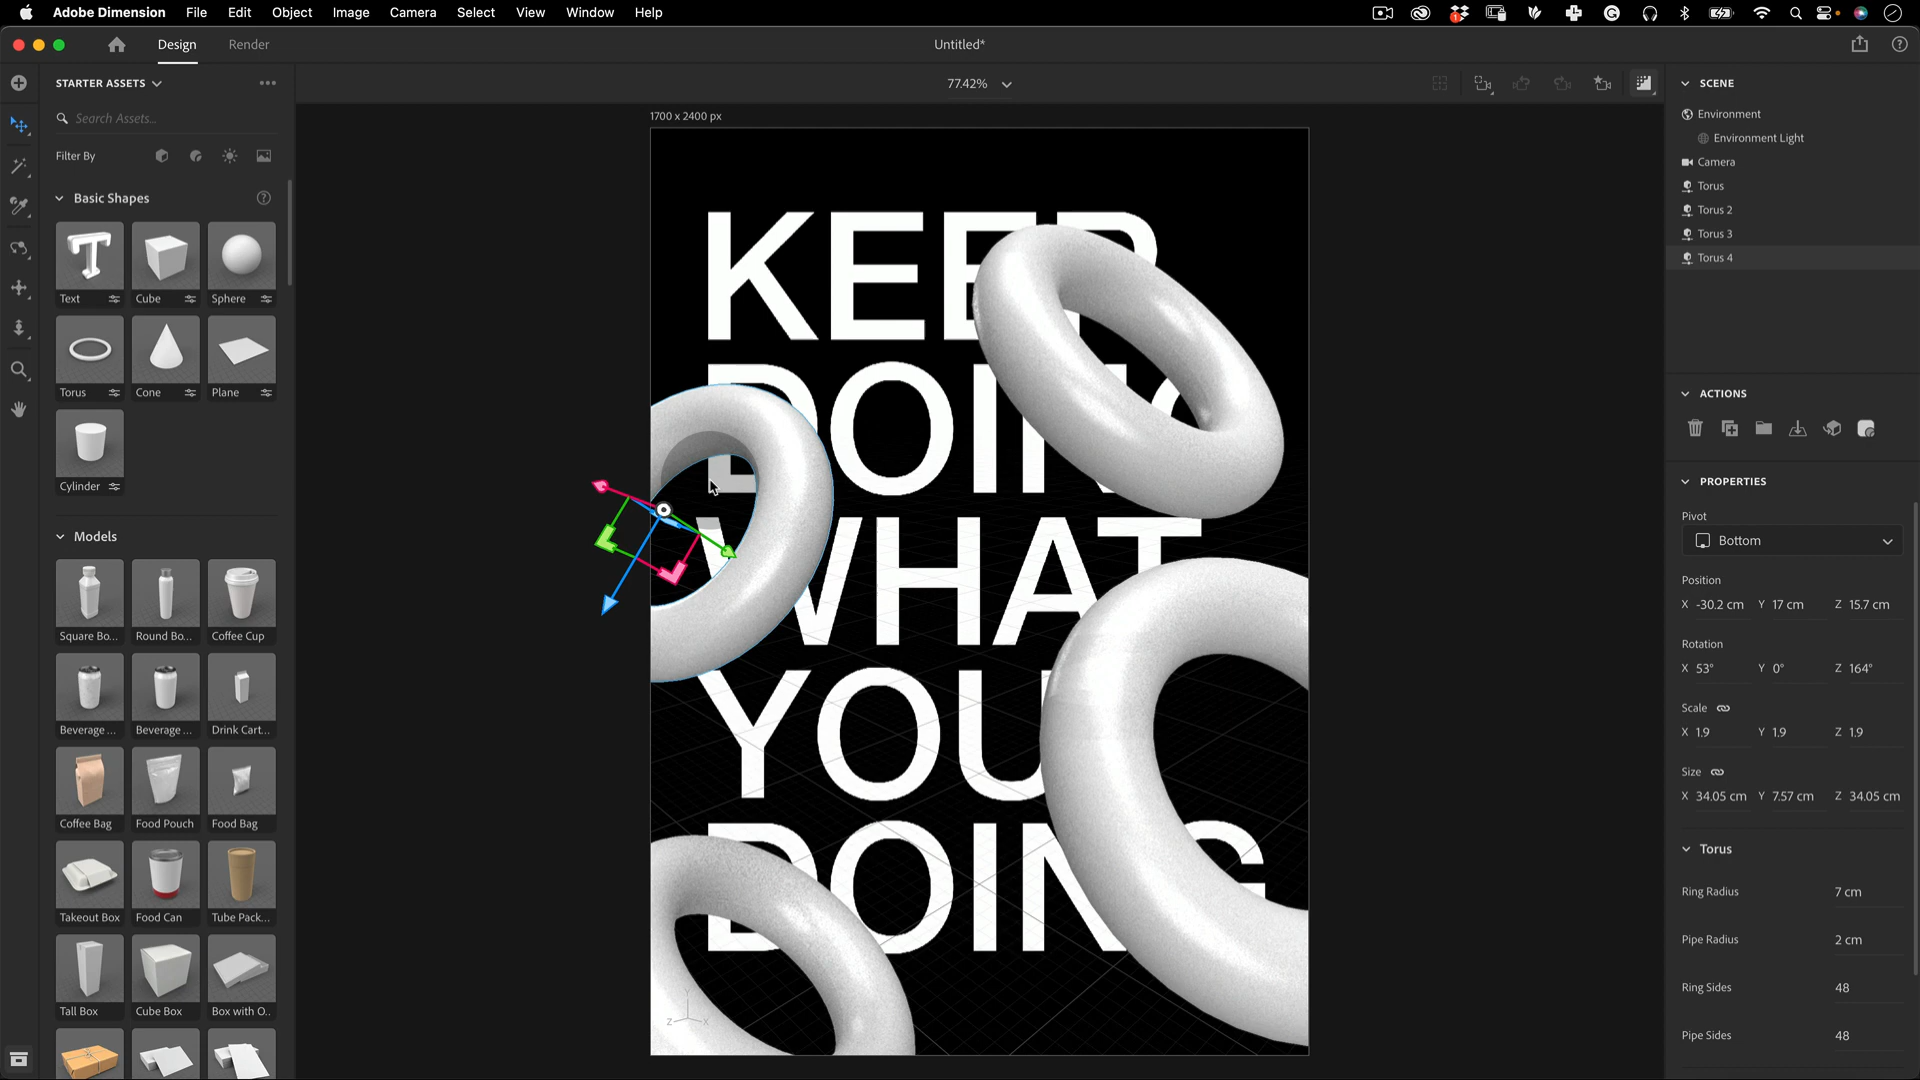 Adobe Dimension File Edit Object Image Camera Select View Window Help
Design Render Untitled*
STARTER ASSETS
Search Assets...
Filter By
Basic Shapes
Text Cube Sphere
Torus Cone Plane
Cylinder
Models
Square Bo... Round Bo... Coffee Cup
Beverage ... Beverage ... Drink Cart...
Coffee Bag Food Pouch Food Bag
Takeout Box Food Can Tube Pack...
Tall Box Cube Box Box with O..
77.42%
1700 x 2400 px
KEEP
DOING
WHAT
YOU
DOING
Z Y X
SCENE
Environment
Environment Light
Camera
Torus
Torus 2
Torus 3
Torus 4
ACTIONS
PROPERTIES
Pivot
Bottom
Position
X -30.2 cm Y 17 cm Z 15.7 cm
Rotation
X 53° Y 0° Z 164°
Scale
X 1.9 Y 1.9 Z 1.9
Size
X 34.05 cm Y 7.57 cm Z 34.05 cm
Torus
Ring Radius 7 cm
Pipe Radius 2 cm
Ring Sides 48
Pipe Sides 48